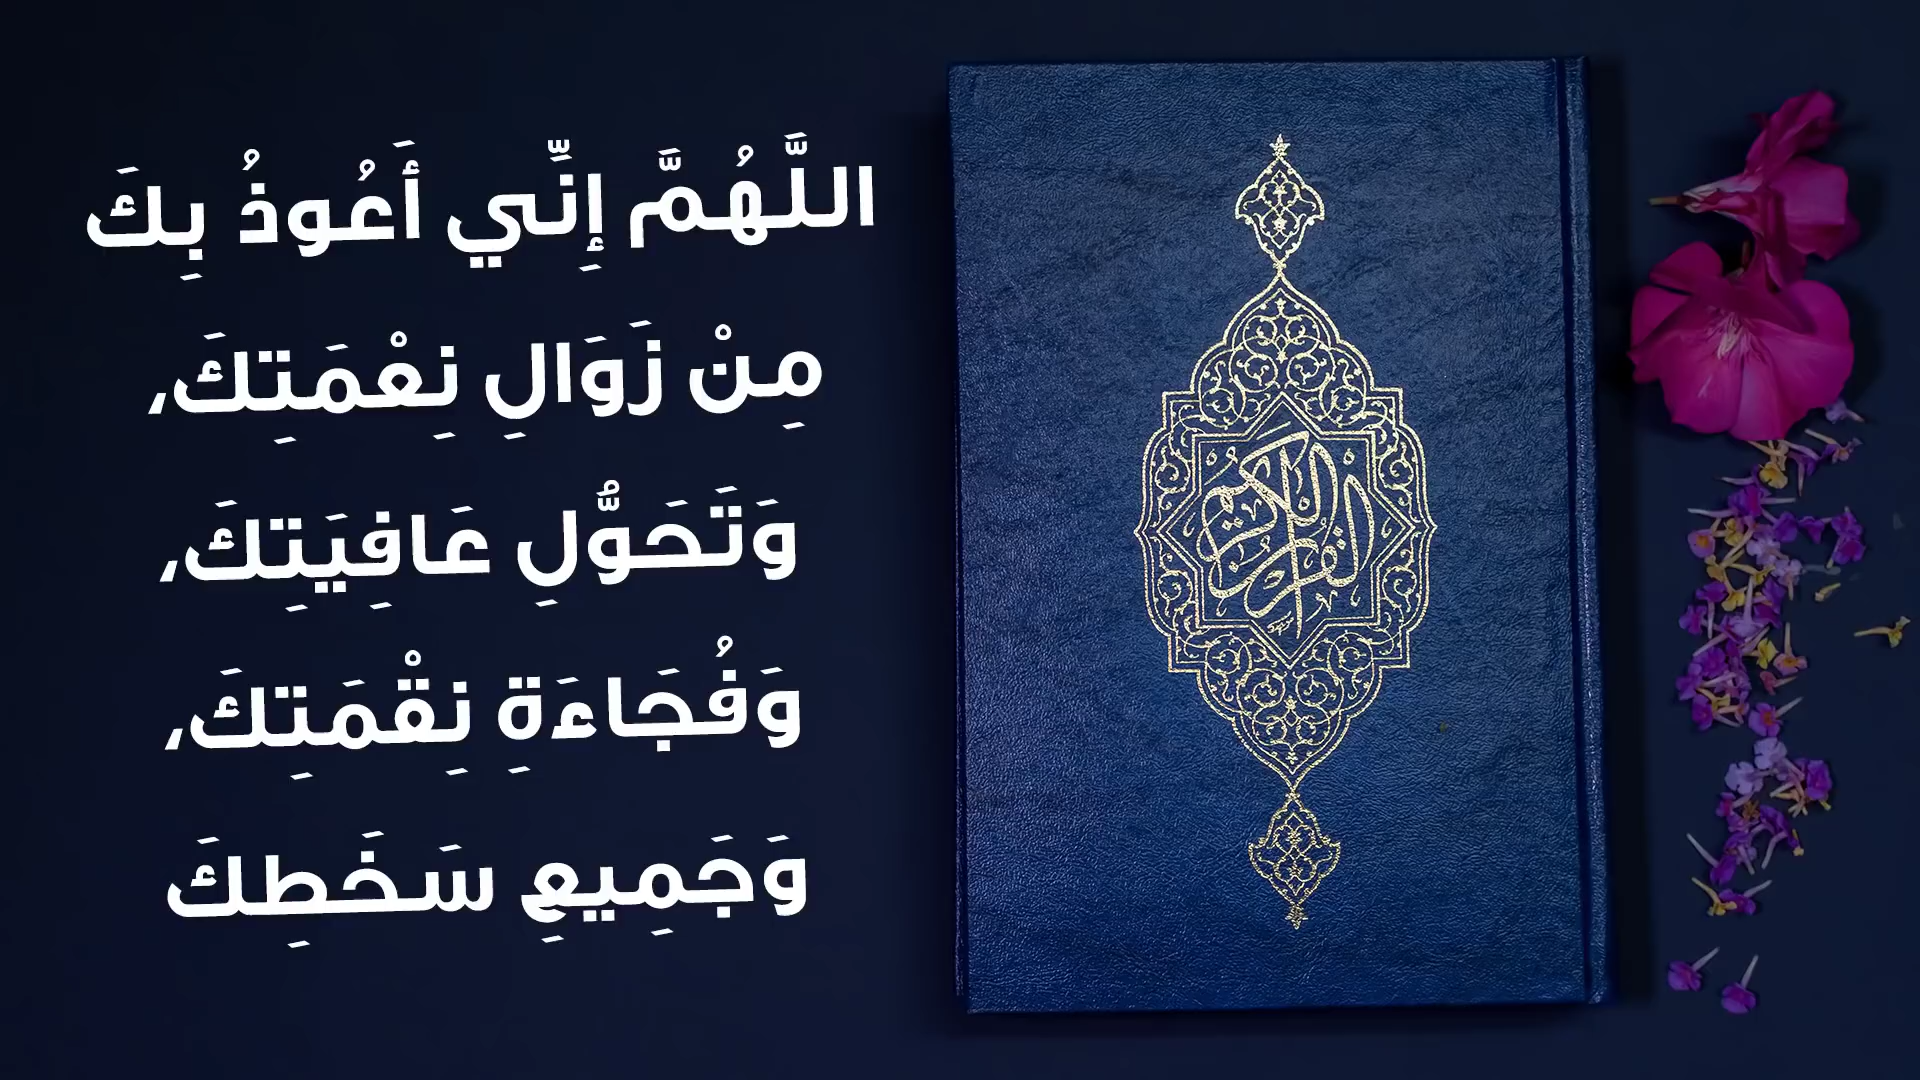 اللَّهُمَّ إِنِّي أَعُوذُ بِكَ
مِنْ زَوَالِ نِعْمَتِكَ،
وَتَحَوُّلِ عَافِيَتِكَ،
وَفُجَاءَةِ نِقْمَتِكَ،
وَجَمِيعِ سَخَطِكَ
القرآن الكريم